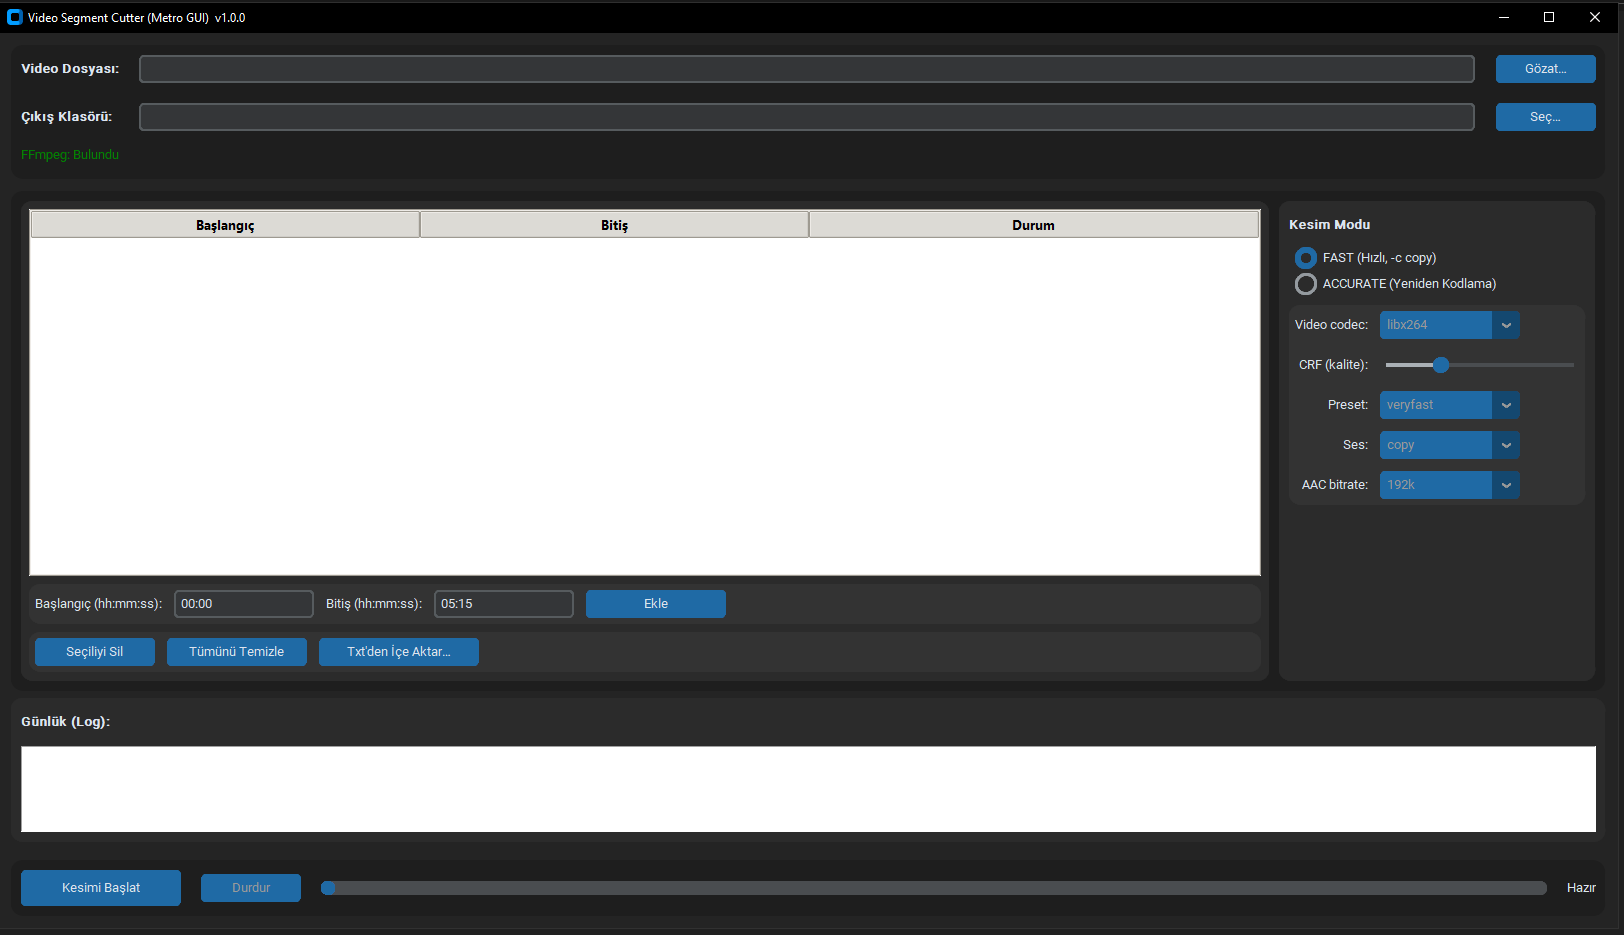 Video Segment Cutter (Metro GUI) v1.0.0
Video Dosyası:
Gözat...
Çıkış Klasörü:
Seç...
FFmpeg: Bulundu
Başlangıç Bitiş Durum
Kesim Modu
FAST (Hızlı, -c copy)
ACCURATE (Yeniden Kodlama)
Video codec: libx264
CRF (kalite):
Preset: veryfast
Ses: copy
AAC bitrate: 192k
Başlangıç (hh:mm:ss): 00:00 Bitiş (hh:mm:ss): 05:15 Ekle
Seçiliyi Sil Tümünü Temizle Txt'den İçe Aktar...
Günlük (Log):
Kesimi Başlat Durdur Hazır